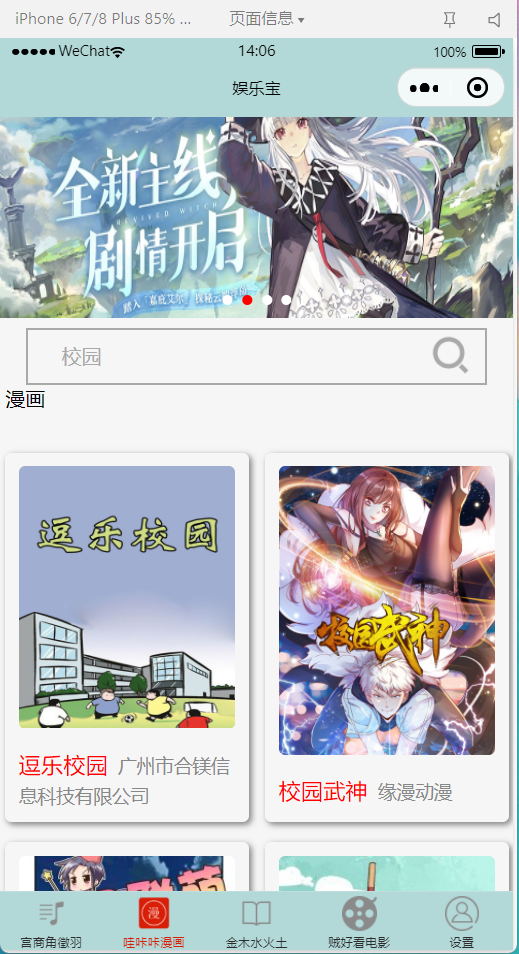 iPhone 6/7/8 Plus 85% ...
页面信息
WeChat
14:06
100%
娱乐宝
全新主线
REVIVED WITCH
剧情开启
校园
漫画
逗乐校园
校园武神
逗乐校园 广州市合镁信
息科技有限公司
校园武神 缘漫动漫
漫
宫商角徵羽
哇咔咔漫画
金木水火土
贼好看电影
设置